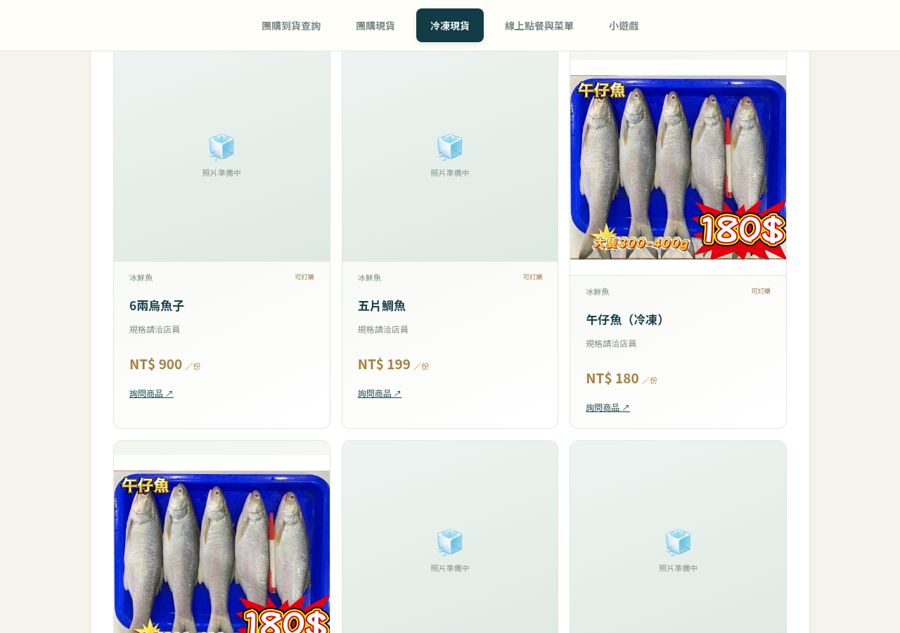 團購到貨查詢
團購現貨
冷凍現貨
線上點餐與菜單
小遊戲
照片準備中
照片準備中
午仔魚
大隻300~400g
180$
冰鮮魚
可訂購
6兩烏魚子
規格請洽店員
NT$ 900 ／份
詢問商品 ↗
冰鮮魚
可訂購
五片鯛魚
規格請洽店員
NT$ 199 ／份
詢問商品 ↗
冰鮮魚
可訂購
午仔魚（冷凍）
規格請洽店員
NT$ 180 ／份
詢問商品 ↗
午仔魚
180$
照片準備中
照片準備中